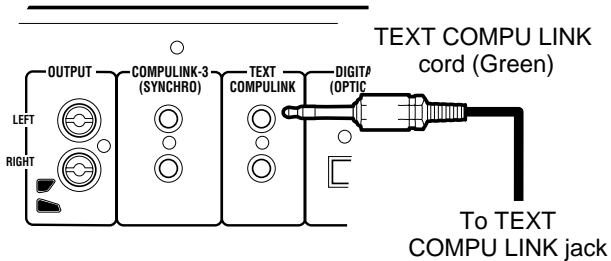 TEXT COMPU LINK
cord (Green)
OUTPUT
COMPULINK-3
(SYNCHRO)
TEXT
COMPULINK
LEFT
RIGHT
To TEXT
COMPU LINK jack